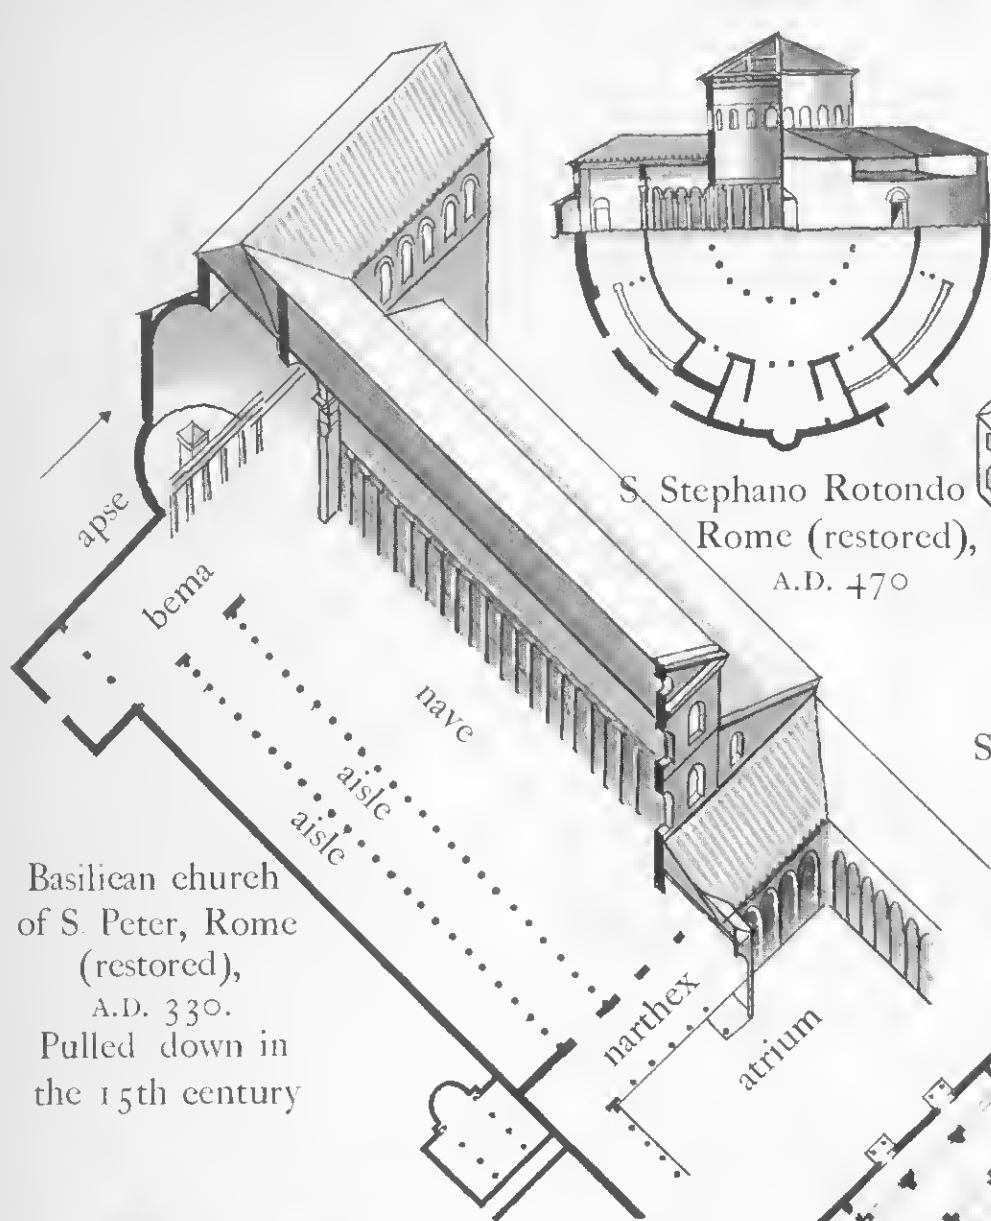 S. Stephano Rotondo
Rome (restored),
A.D. 470
apse
bema
nave
aisle
aisle
Basilican church
of S. Peter, Rome
(restored),
A.D. 330.
Pulled down in
the 15th century
narthex
atrium
S